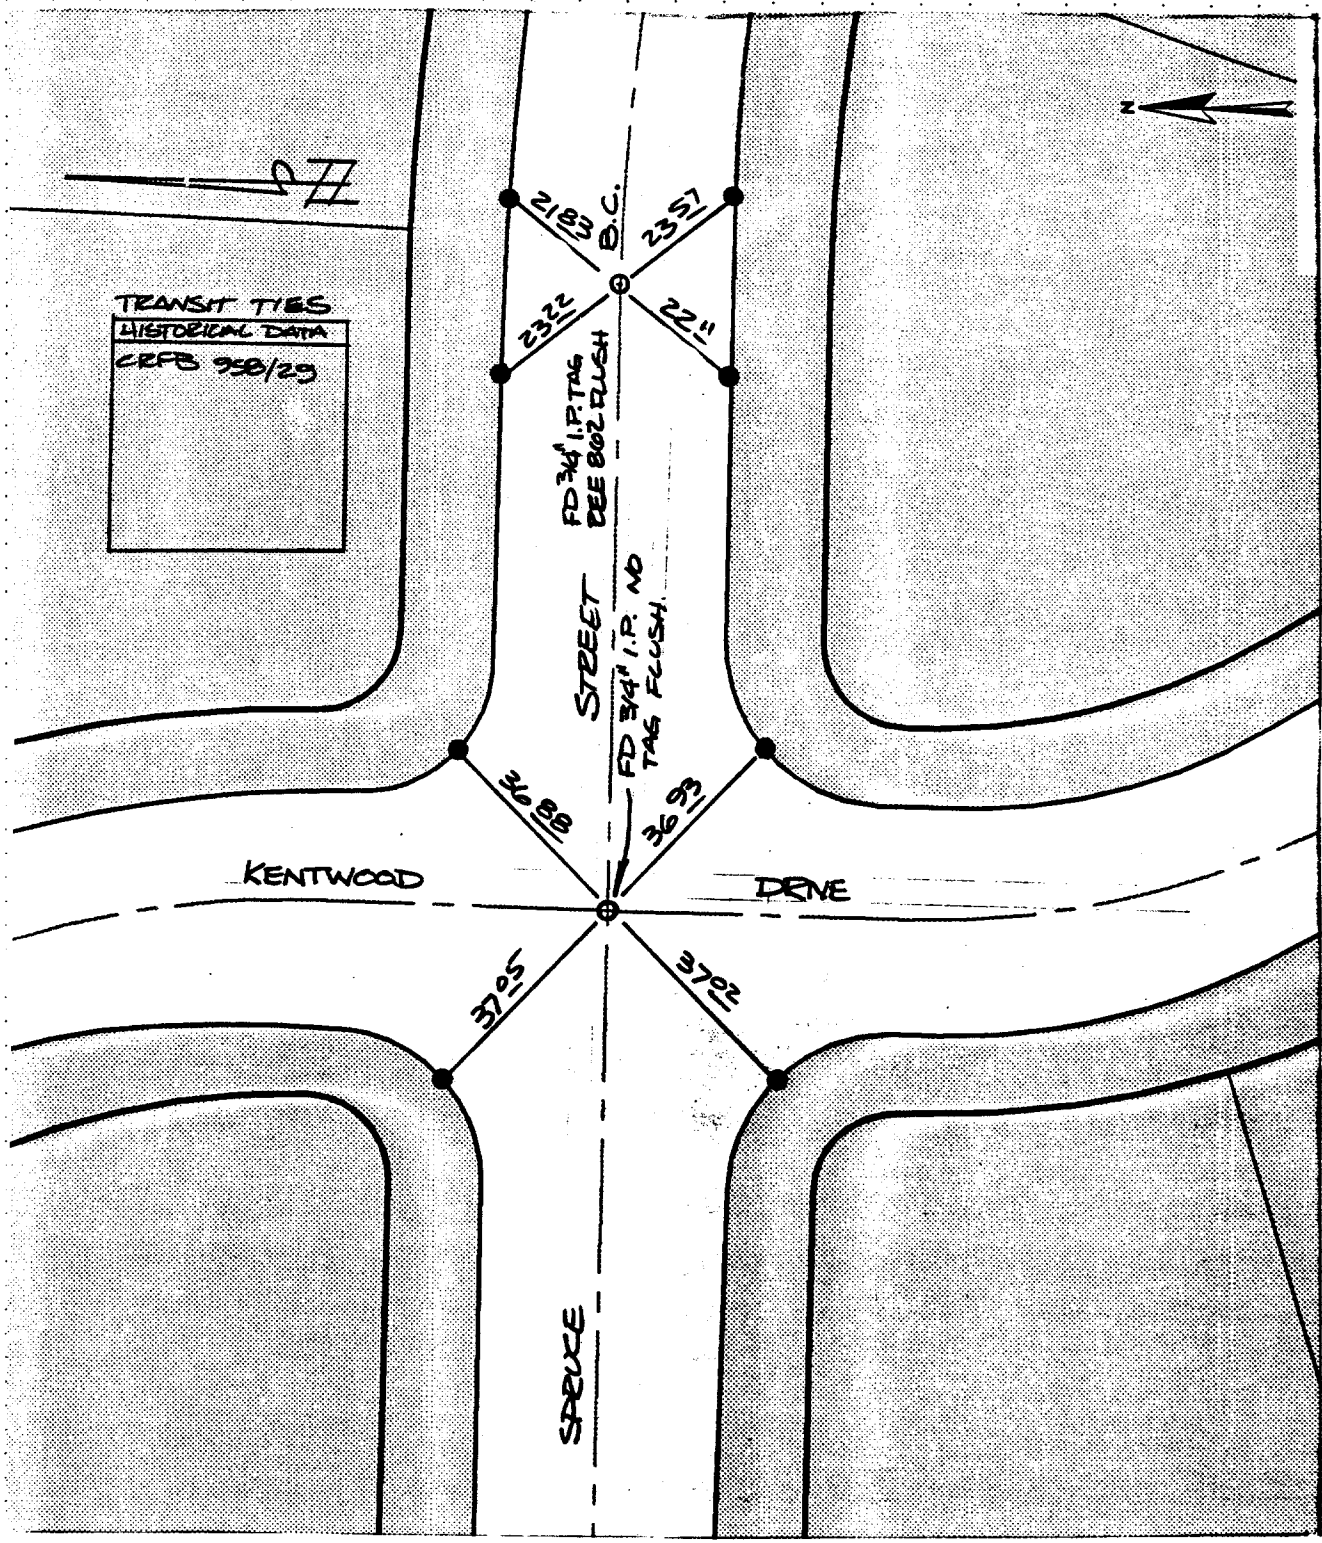 N
TRANSIT TIES
HISTORICAL DATA
CRFB 958/29
21 83
B.C.
23 57
23 22
22 11
FD 3/4" I.P. TAG
REE 862 FLUSH
STREET
FD 3/4" I.P. NO
TAG FLUSH.
36 88
36 93
KENTWOOD
DRIVE
37 05
37 02
SPRUCE